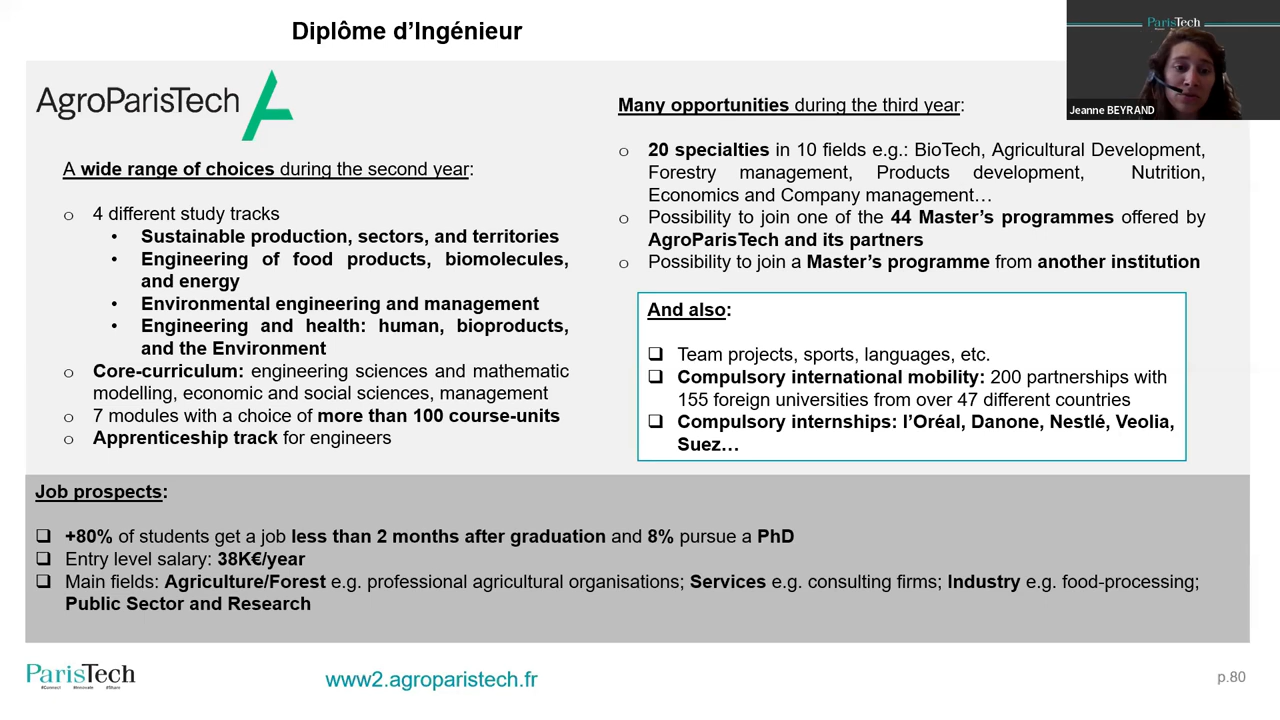 Diplôme d’Ingénieur
ParisTech
Jeanne BEYRAND
AgroParisTech
A wide range of choices during the second year:
o 4 different study tracks
• Sustainable production, sectors, and territories
• Engineering of food products, biomolecules,
and energy
• Environmental engineering and management
• Engineering and health: human, bioproducts,
and the Environment
o Core-curriculum: engineering sciences and mathematic
modelling, economic and social sciences, management
o 7 modules with a choice of more than 100 course-units
o Apprenticeship track for engineers
Many opportunities during the third year:
o 20 specialties in 10 fields e.g.: BioTech, Agricultural Development,
Forestry management, Products development, Nutrition,
Economics and Company management…
o Possibility to join one of the 44 Master’s programmes offered by
AgroParisTech and its partners
o Possibility to join a Master’s programme from another institution
And also:
❑ Team projects, sports, languages, etc.
❑ Compulsory international mobility: 200 partnerships with
155 foreign universities from over 47 different countries
❑ Compulsory internships: l’Oréal, Danone, Nestlé, Veolia,
Suez…
Job prospects:
❑ +80% of students get a job less than 2 months after graduation and 8% pursue a PhD
❑ Entry level salary: 38K€/year
❑ Main fields: Agriculture/Forest e.g. professional agricultural organisations; Services e.g. consulting firms; Industry e.g. food-processing;
Public Sector and Research
ParisTech
#Connect #Innovate #Share
www2.agroparistech.fr
p.80